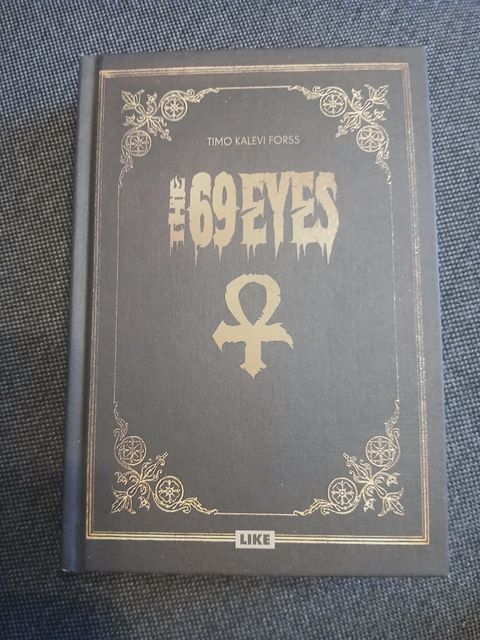 TIMO KALEVI FORSS
THE 69 EYES
LIKE